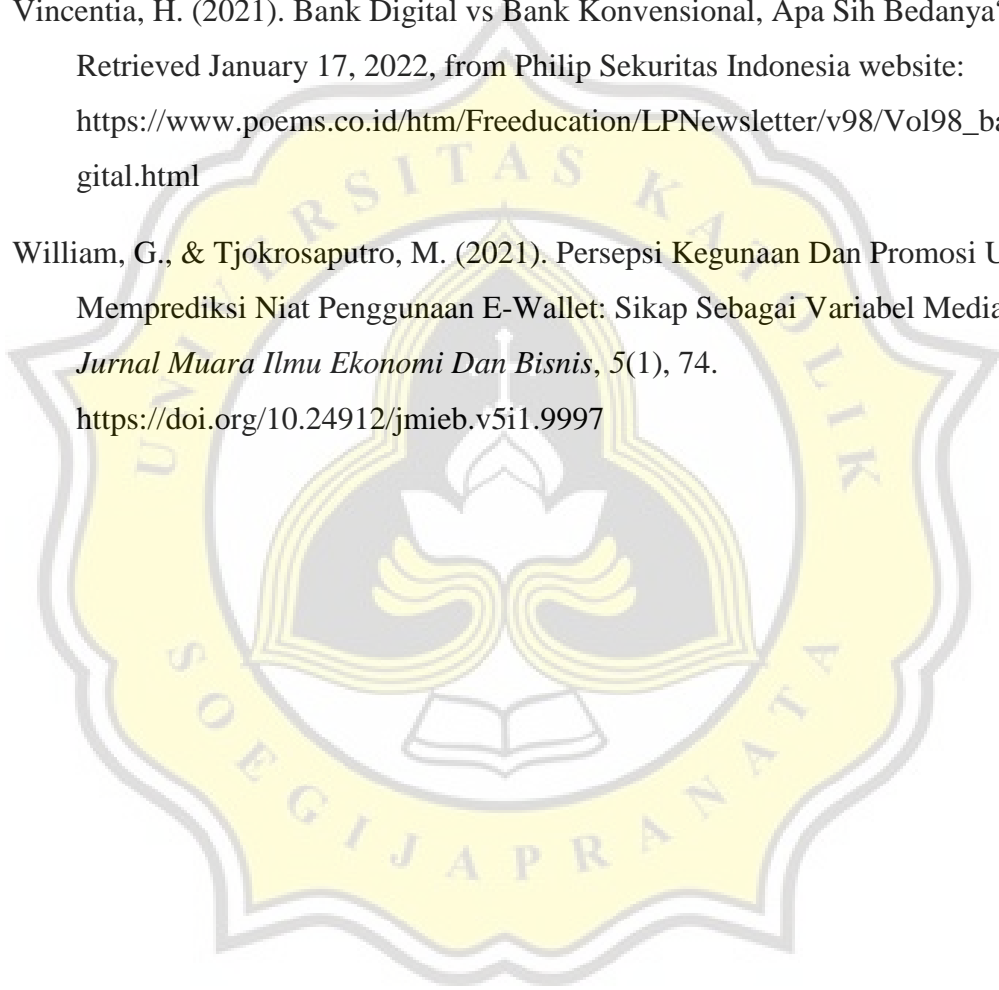 Vincentia, H. (2021). Bank Digital vs Bank Konvensional, Apa Sih Bedanya?
Retrieved January 17, 2022, from Philip Sekuritas Indonesia website:
https://www.poems.co.id/htm/Freeducation/LPNewsletter/v98/Vol98_ba
gital.html
William, G., & Tjokrosaputro, M. (2021). Persepsi Kegunaan Dan Promosi U
Memprediksi Niat Penggunaan E-Wallet: Sikap Sebagai Variabel Media
Jurnal Muara Ilmu Ekonomi Dan Bisnis, 5(1), 74.
https://doi.org/10.24912/jmieb.v5i1.9997
UNIVERSITAS KATOLIK
SOEGIJAPRANATA